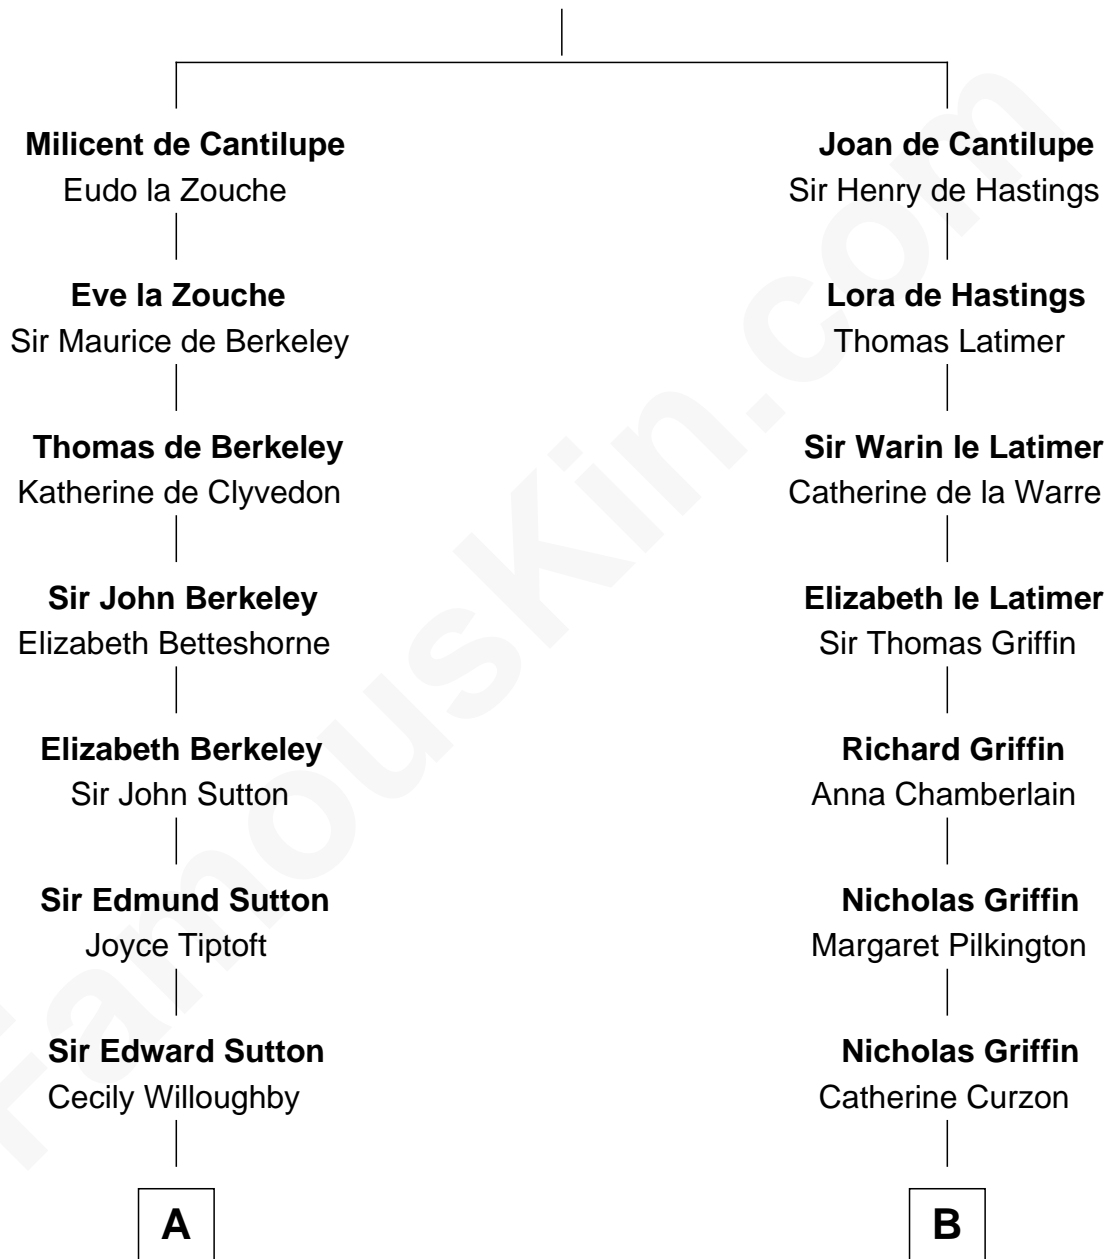 Milicent de Cantilupe
Eudo la Zouche
Joan de Cantilupe
Sir Henry de Hastings
Eve la Zouche
Sir Maurice de Berkeley
Lora de Hastings
Thomas Latimer
Thomas de Berkeley
Katherine de Clyvedon
Sir Warin le Latimer
Catherine de la Warre
Sir John Berkeley
Elizabeth Betteshorne
Elizabeth le Latimer
Sir Thomas Griffin
Elizabeth Berkeley
Sir John Sutton
Richard Griffin
Anna Chamberlain
Sir Edmund Sutton
Joyce Tiptoft
Nicholas Griffin
Margaret Pilkington
Sir Edward Sutton
Cecily Willoughby
Nicholas Griffin
Catherine Curzon
A
B
FamousKin.com